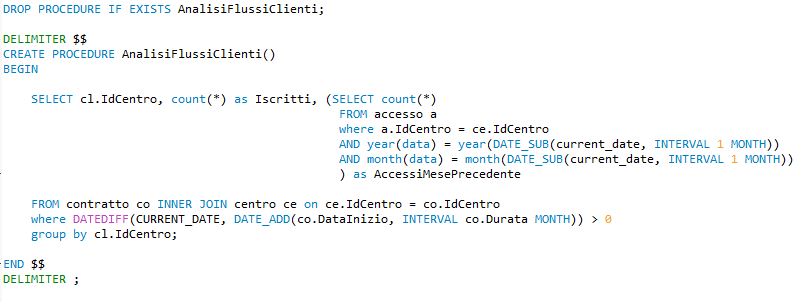 DROP PROCEDURE IF EXISTS AnalisiFlussiClienti;
DELIMITER $$
CREATE PROCEDURE AnalisiFlussiClienti()
BEGIN
SELECT cl.IdCentro, count(*) as Iscritti, (SELECT count(*)
FROM accesso a
where a.IdCentro = ce.IdCentro
AND year(data) = year(DATE_SUB(current_date, INTERVAL 1 MONTH))
AND month(data) = month(DATE_SUB(current_date, INTERVAL 1 MONTH))
) as AccessiMesePrecedente
FROM contratto co INNER JOIN centro ce on ce.IdCentro = co.IdCentro
where DATEDIFF(CURRENT_DATE, DATE_ADD(co.DataInizio, INTERVAL co.Durata MONTH)) > 0
group by cl.IdCentro;
END $$
DELIMITER ;